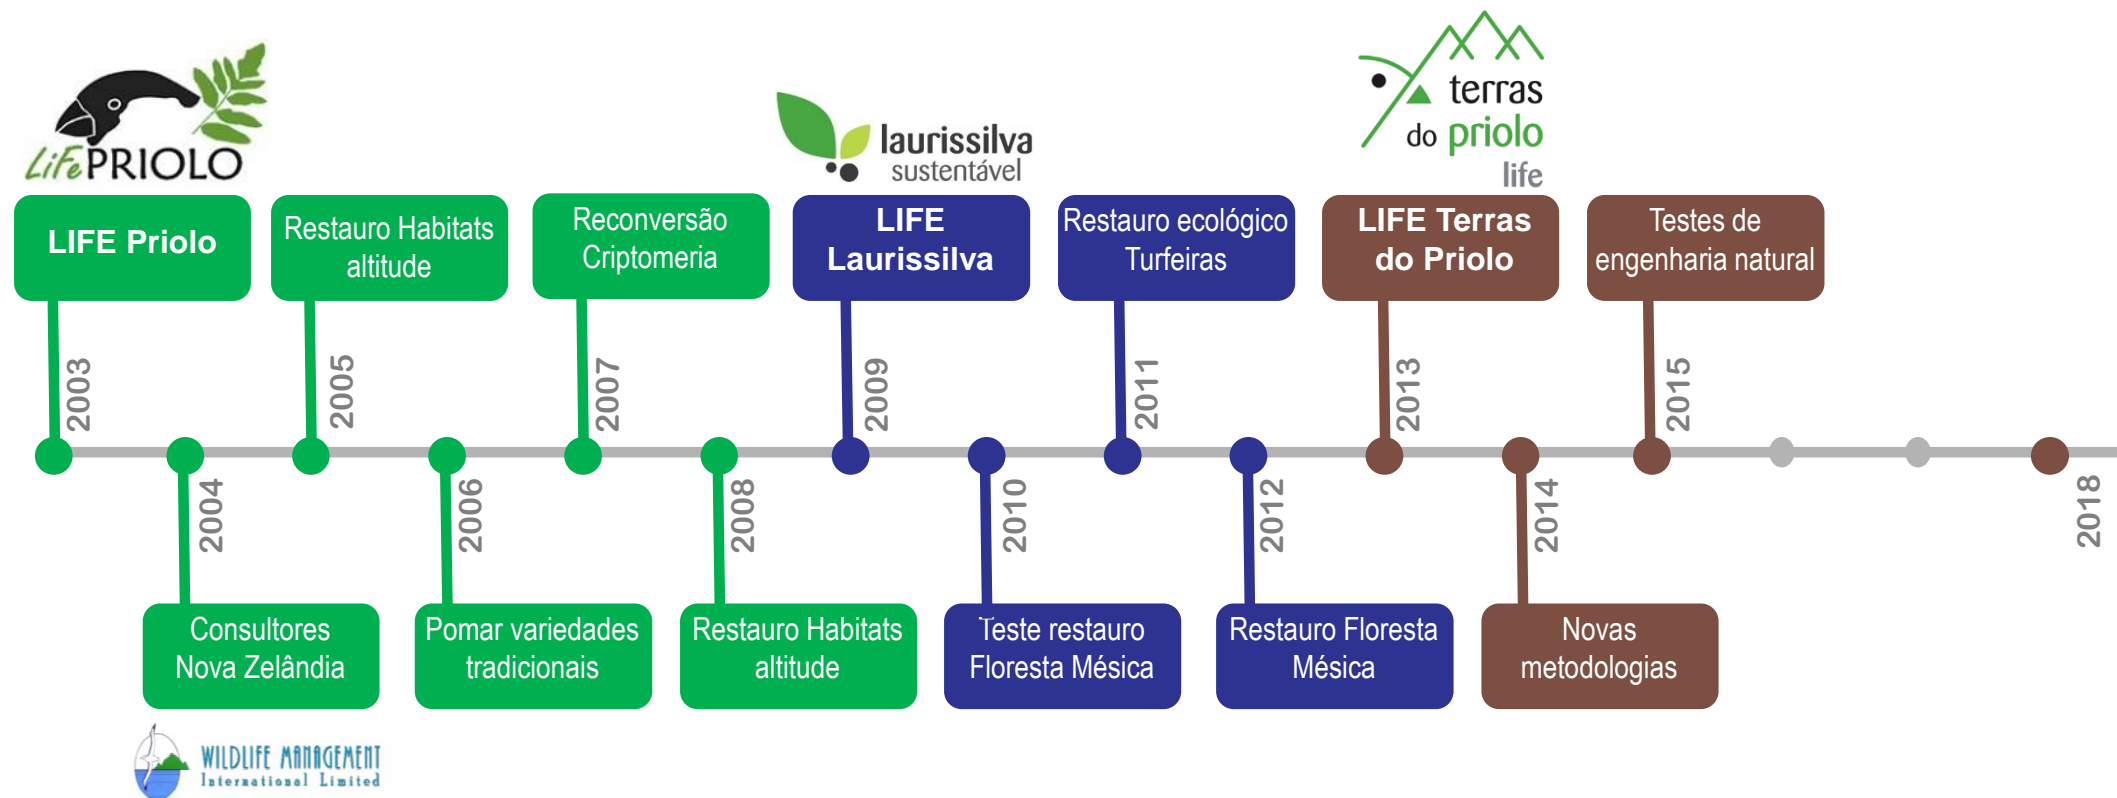 LiFePRIOLO
laurissilva
sustentável
terras
do priolo
life
LIFE Priolo
Restauro Habitats
altitude
Reconversão
Criptomeria
LIFE
Laurissilva
Restauro ecológico
Turfeiras
LIFE Terras
do Priolo
Testes de
engenharia natural
2003
2005
2007
2009
2011
2013
2015
2004
2006
2008
2010
2012
2014
2018
Consultores
Nova Zelândia
Pomar variedades
tradicionais
Restauro Habitats
altitude
Teste restauro
Floresta Mésica
Restauro Floresta
Mésica
Novas
metodologias
WILDLIFE MANAGEMENT
International Limited